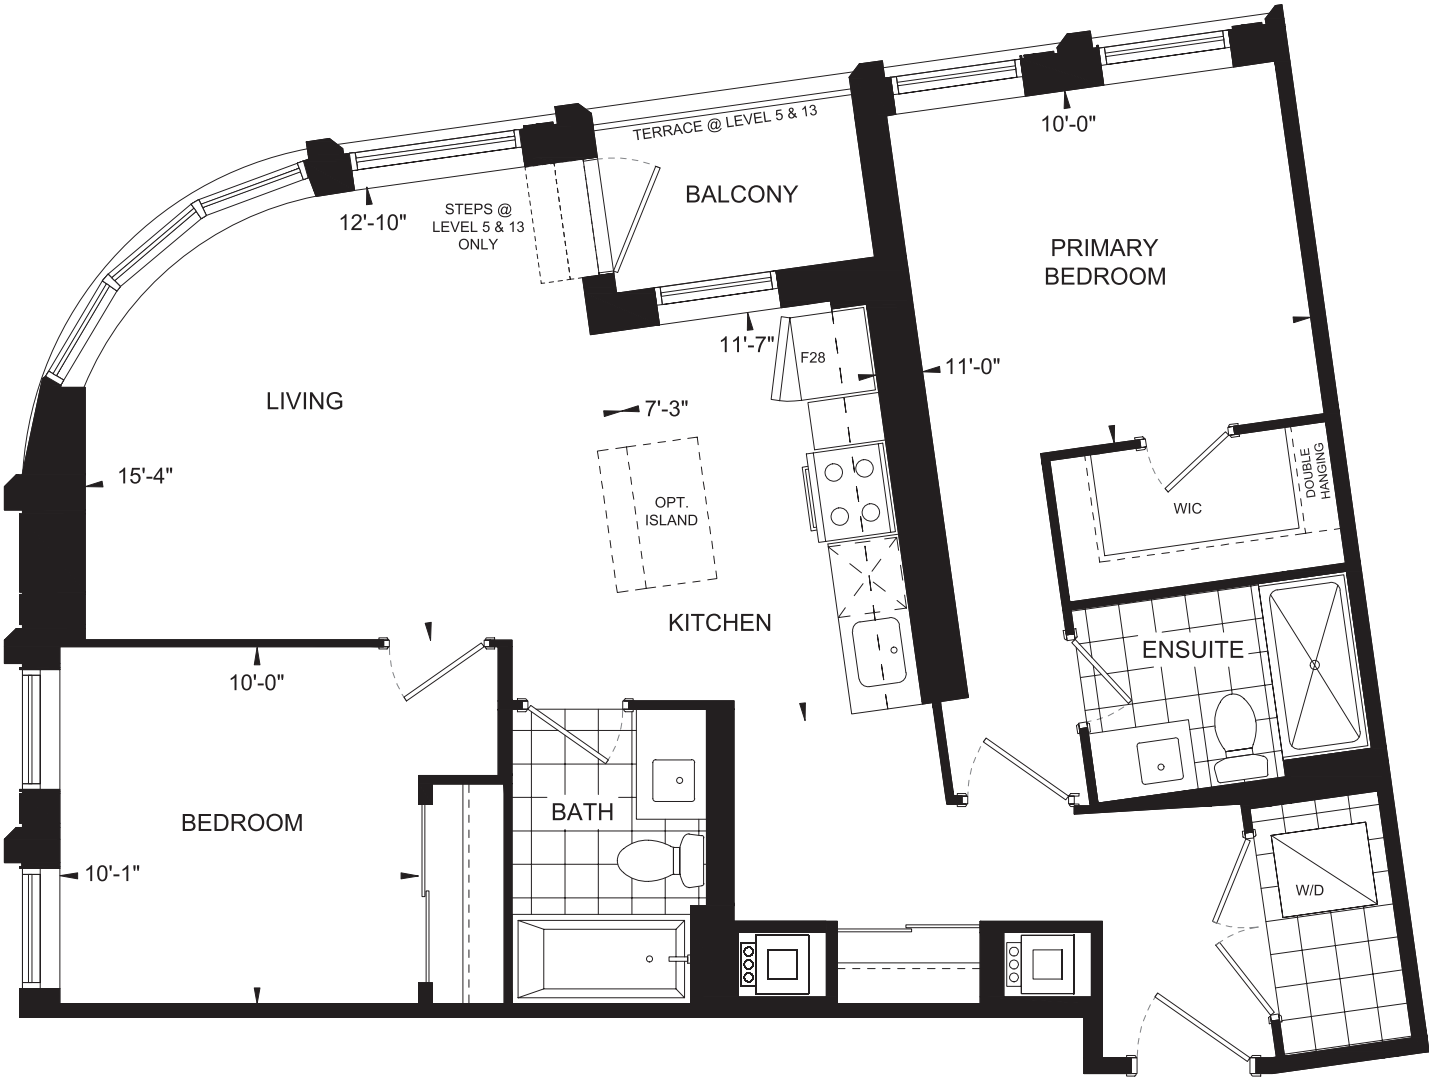 TERRACE @ LEVEL 5 & 13
10'-0"
BALCONY
12'-10"
STEPS @
LEVEL 5 & 13
ONLY
PRIMARY
BEDROOM
11'-7"
F28
11'-0"
LIVING
7'-3"
15'-4"
OPT.
ISLAND
DOUBLE
HANGING
WIC
KITCHEN
ENSUITE
10'-0"
BEDROOM
BATH
10'-1"
W/D